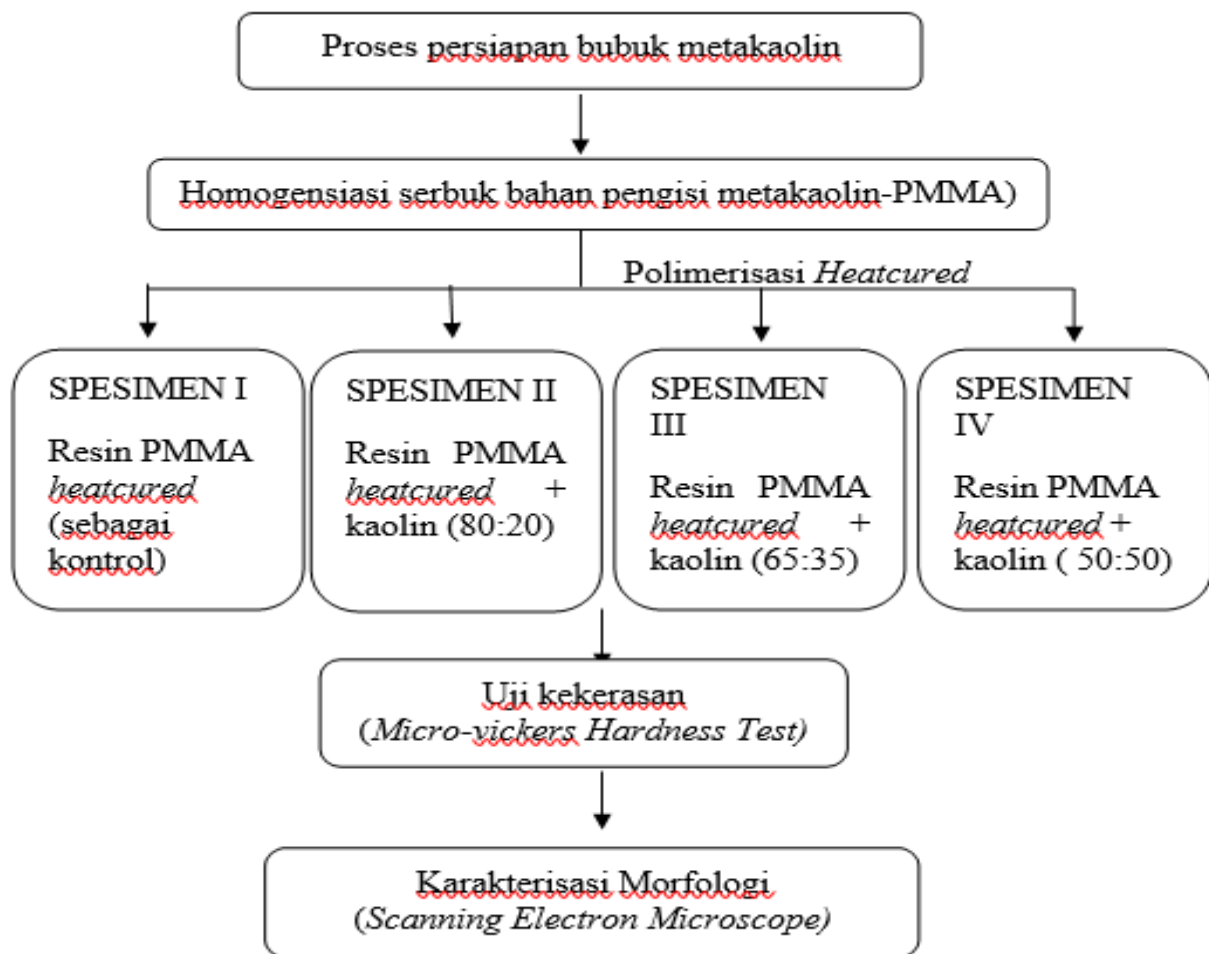 Proses persiapan bubuk metakaolin
Homogensiasi serbuk bahan pengisi metakaolin-PMMA)
Polimerisasi Heatcured
SPESIMEN I
Resin PMMA
heatcured
(sebagai
kontrol)
SPESIMEN II
Resin PMMA
heatcured +
kaolin (80:20)
SPESIMEN
III
Resin PMMA
heatcured +
kaolin (65:35)
SPESIMEN
IV
Resin PMMA
heatcured +
kaolin ( 50:50)
Uji kekerasan
(Micro-vickers Hardness Test)
Karakterisasi Morfologi
(Scanning Electron Microscope)